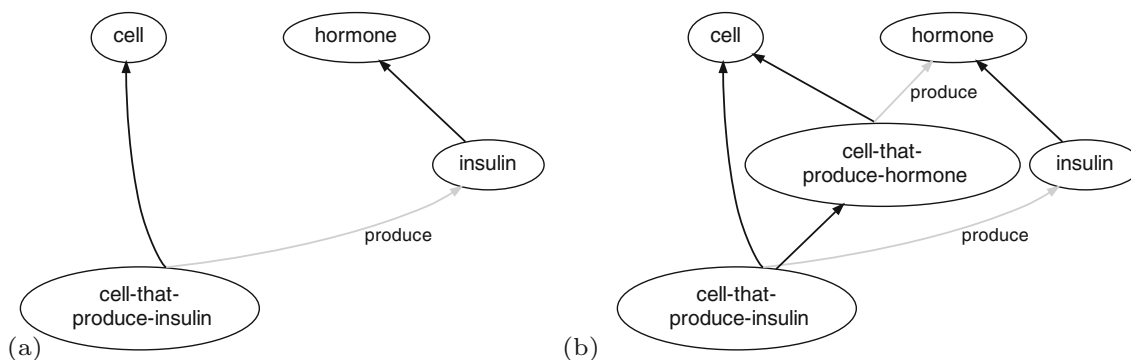 cell
hormone
insulin
produce
cell-that-
produce-insulin
(a)
cell
hormone
produce
cell-that-
produce-hormone
insulin
produce
cell-that-
produce-insulin
(b)